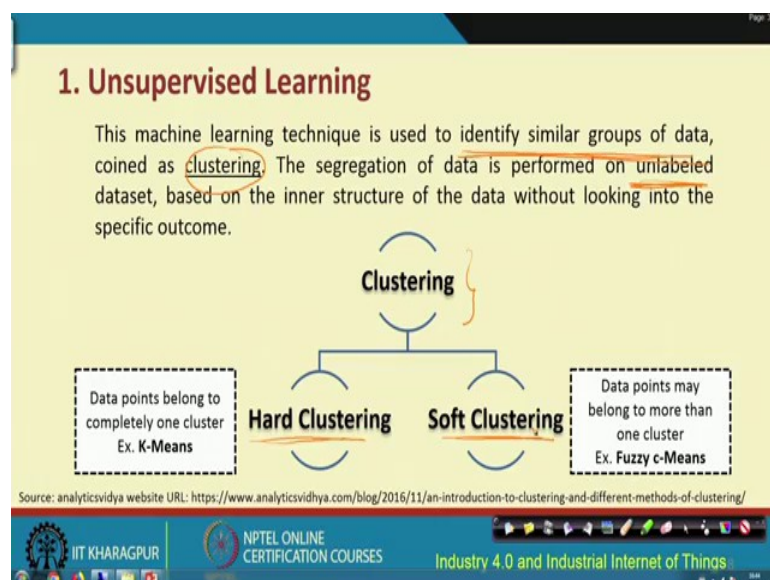 Page: 3
1. Unsupervised Learning
This machine learning technique is used to identify similar groups of data,
coined as clustering. The segregation of data is performed on unlabeled
dataset, based on the inner structure of the data without looking into the
specific outcome.
Clustering
Data points belong to
completely one cluster
Ex. K-Means
Hard Clustering
Soft Clustering
Data points may
belong to more than
one cluster
Ex. Fuzzy c-Means
Source: analyticsvidya website URL: https://www.analyticsvidhya.com/blog/2016/11/an-introduction-to-clustering-and-different-methods-of-clustering/
IIT KHARAGPUR
NPTEL ONLINE
CERTIFICATION COURSES
Industry 4.0 and Industrial Internet of Things